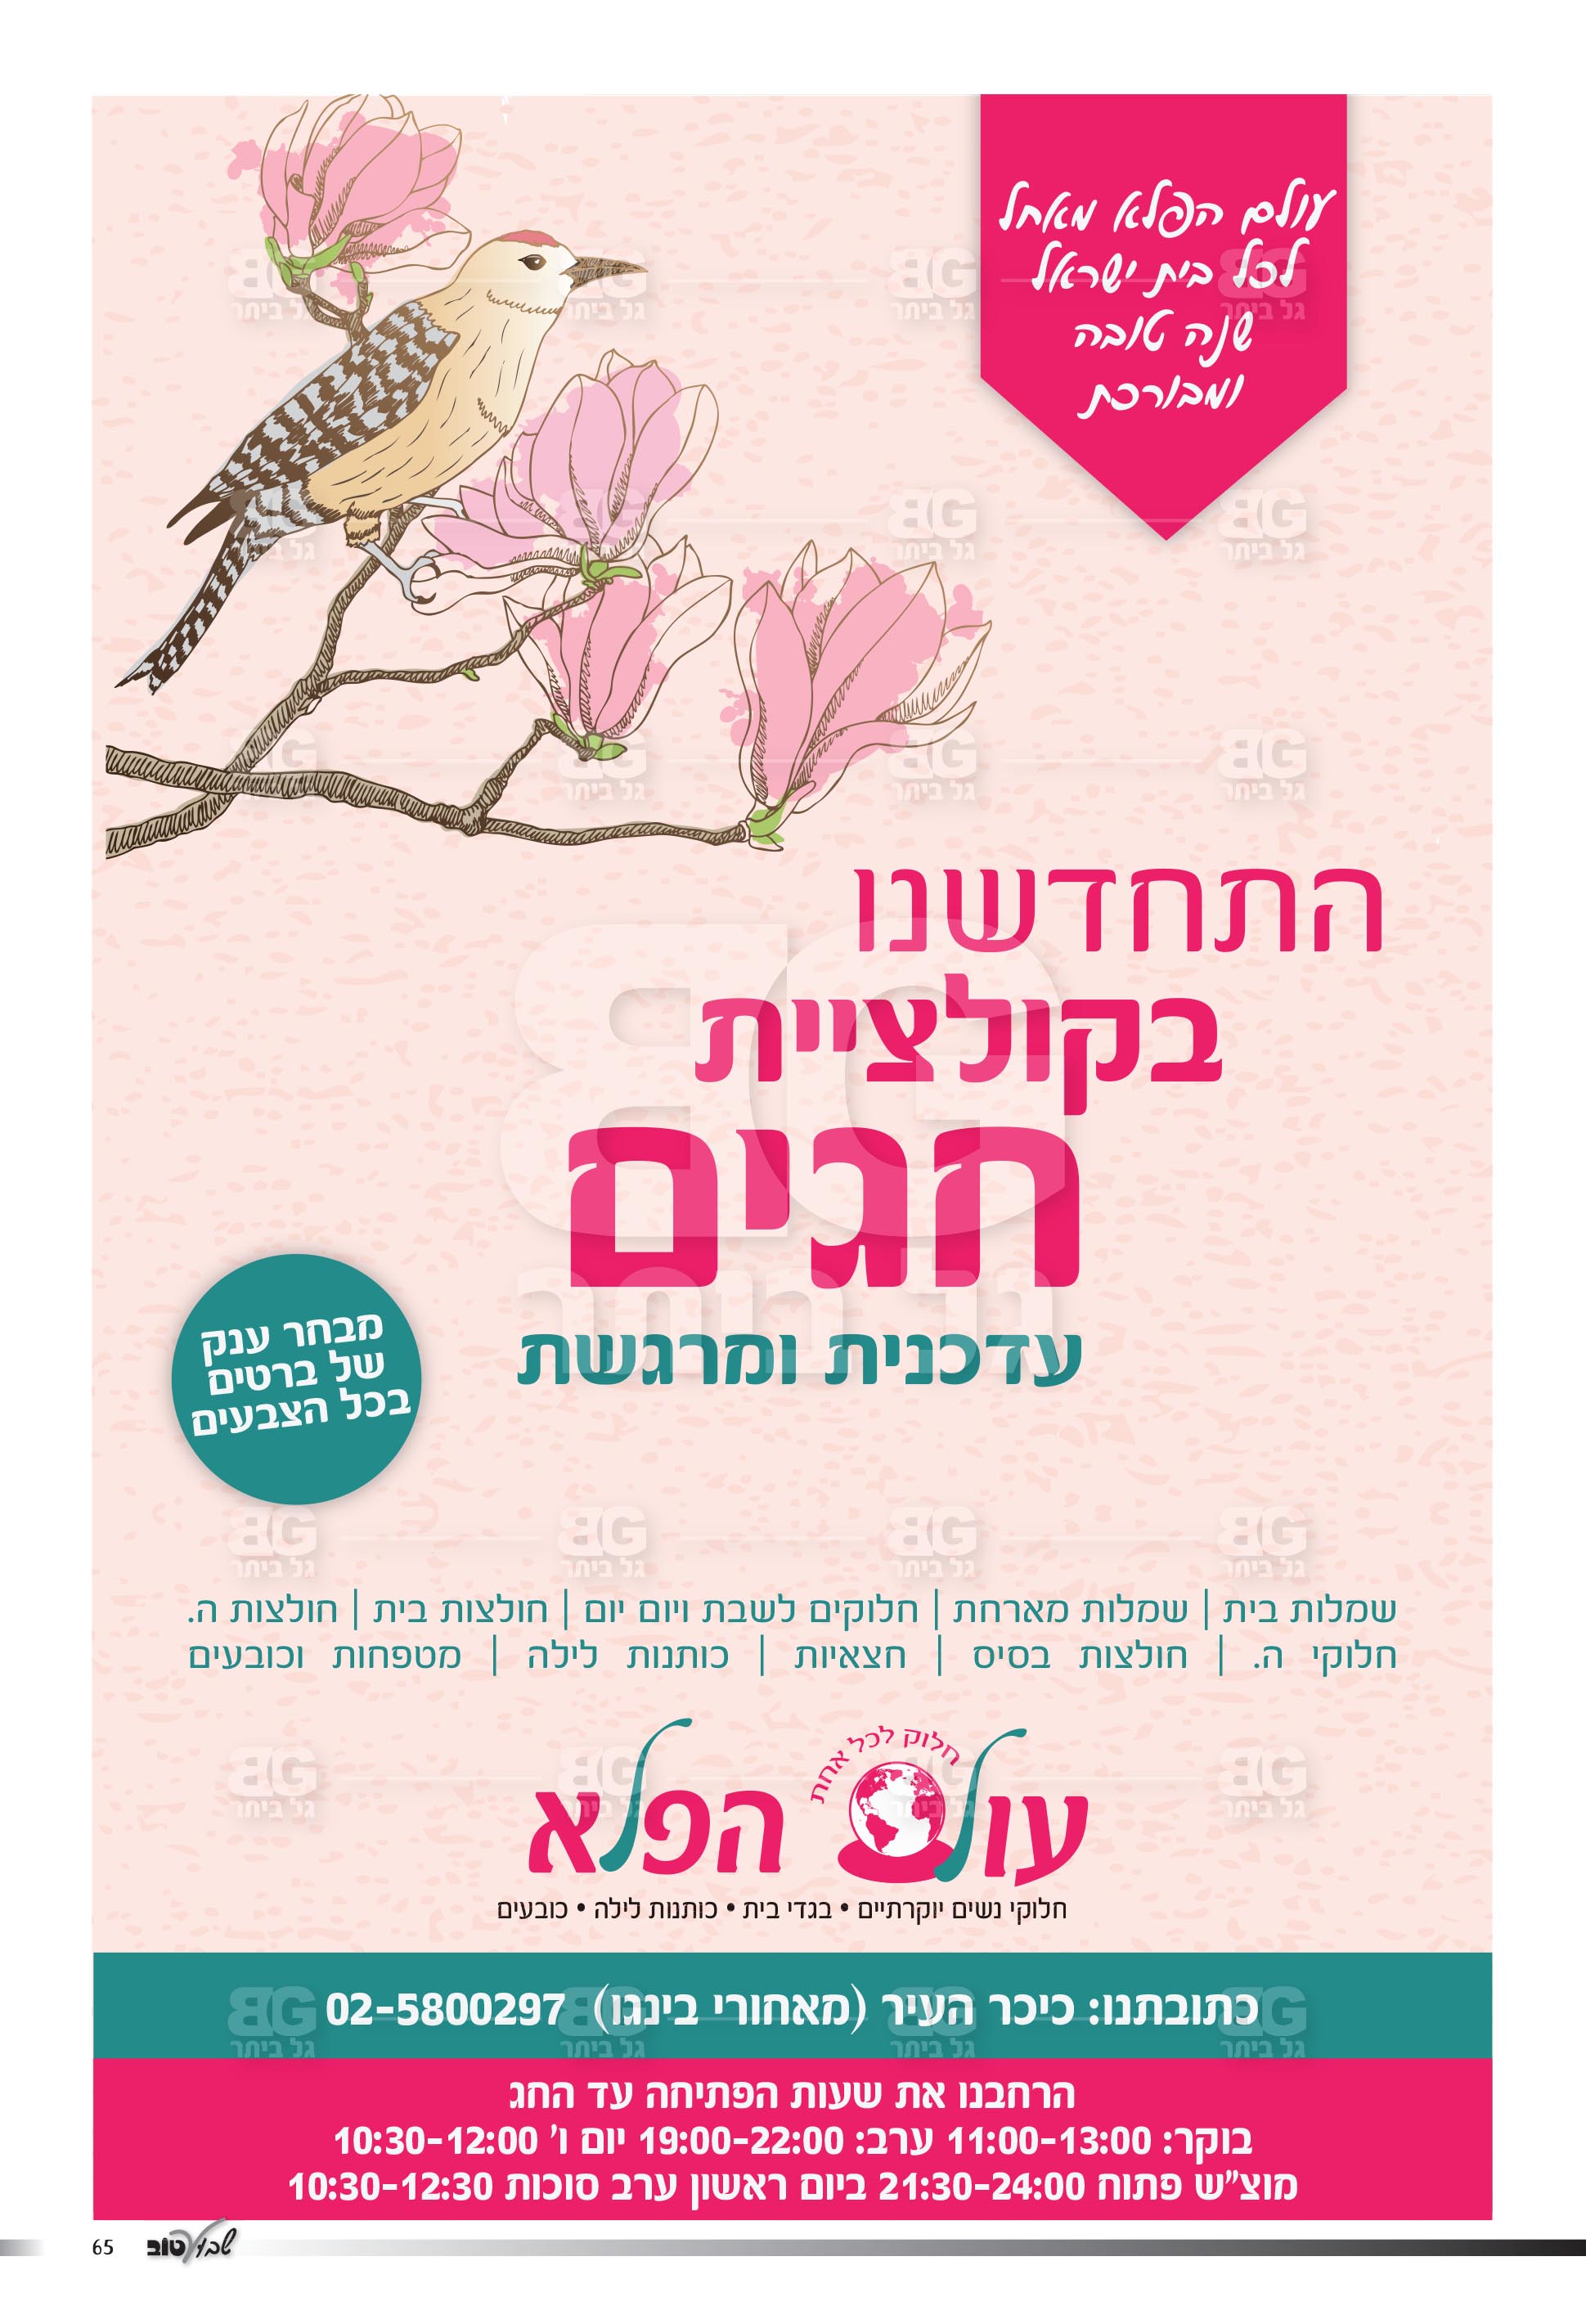 עולם הפלא מאחל
לכל בית ישראל
שנה טובה
ומבורכת
התחדשנו
בקולציית
חגים
עדכנית ומרגשת
מבחר ענק
של ברטים
בכל הצבעים
שמלות בית | שמלות מארחת | חלוקים לשבת ויום יום | חולצות בית | חולצות ה.
חלוקי ה. | חולצות בסיס | חצאיות | כותנות לילה | מטפחות וכובעים
חלוק לכל אחת
עולם הפלא
חלוקי נשים יוקרתיים • בגדי בית • כותנות לילה • כובעים
כתובתנו: כיכר העיר (מאחורי בינגו) 02-5800297
הרחבנו את שעות הפתיחה עד החג
בוקר: 11:00-13:00 ערב: 19:00-22:00 יום ו' 10:30-12:00
מוצ"ש פתוח 21:30-24:00 ביום ראשון ערב סוכות 10:30-12:30
65 שבוע טוב
BG
גל ביתר